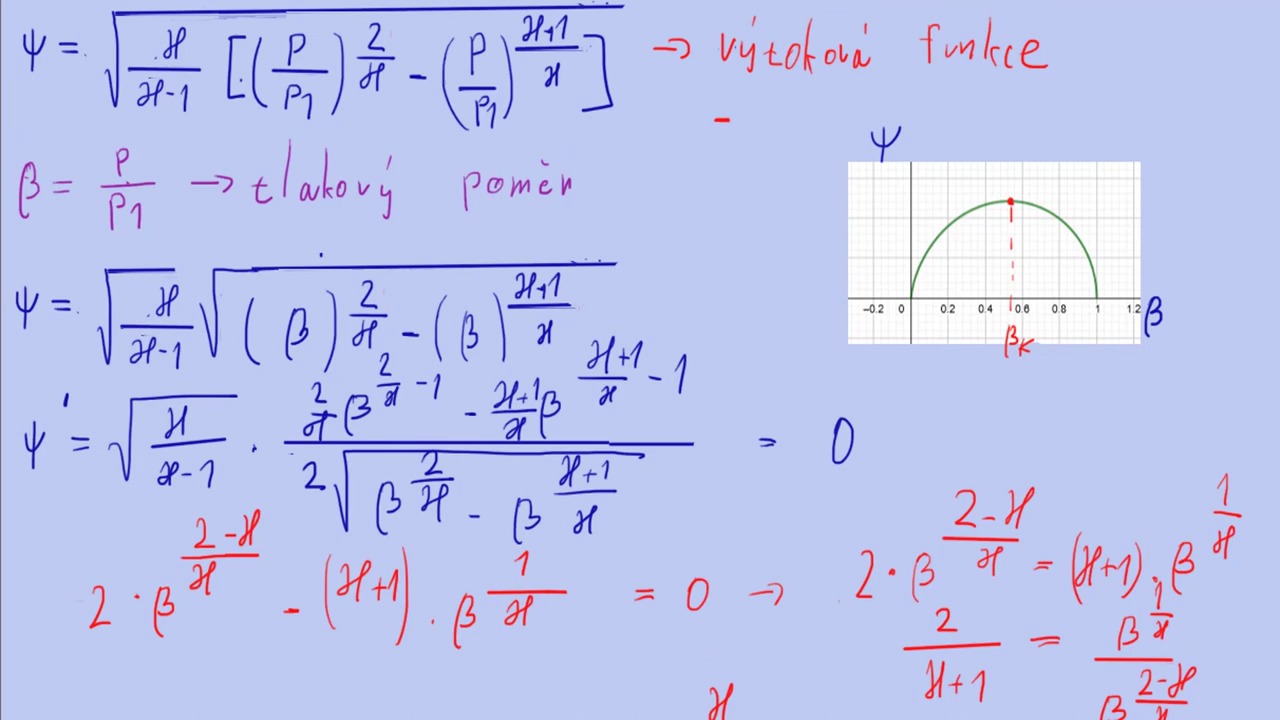 ψ = √(ϰ/(ϰ-1) [(P/P1)^(2/ϰ) - (P/P1)^((ϰ+1)/ϰ)]) → výtoková funkce
-
β = P/P1 → tlakový poměr
ψ
-0.2 0 0.2 0.4 0.6 0.8 1 1.2 β
βK
ψ = √(ϰ/(ϰ-1)) √((β)^(2/ϰ) - (β)^((ϰ+1)/ϰ))
ψ' = √(ϰ/(ϰ-1)) · (2/ϰ β^(2/ϰ -1) - (ϰ+1)/ϰ β^((ϰ+1)/ϰ -1))/(2√(β^(2/ϰ) - β^((ϰ+1)/ϰ))) = 0
2·β^((2-ϰ)/ϰ) - (ϰ+1)·β^(1/ϰ) = 0 → 2·β^((2-ϰ)/ϰ) = (ϰ+1)·β^(1/ϰ)
2/(ϰ+1) = β^(1/ϰ)/β^((2-ϰ)/ϰ)
ϰ